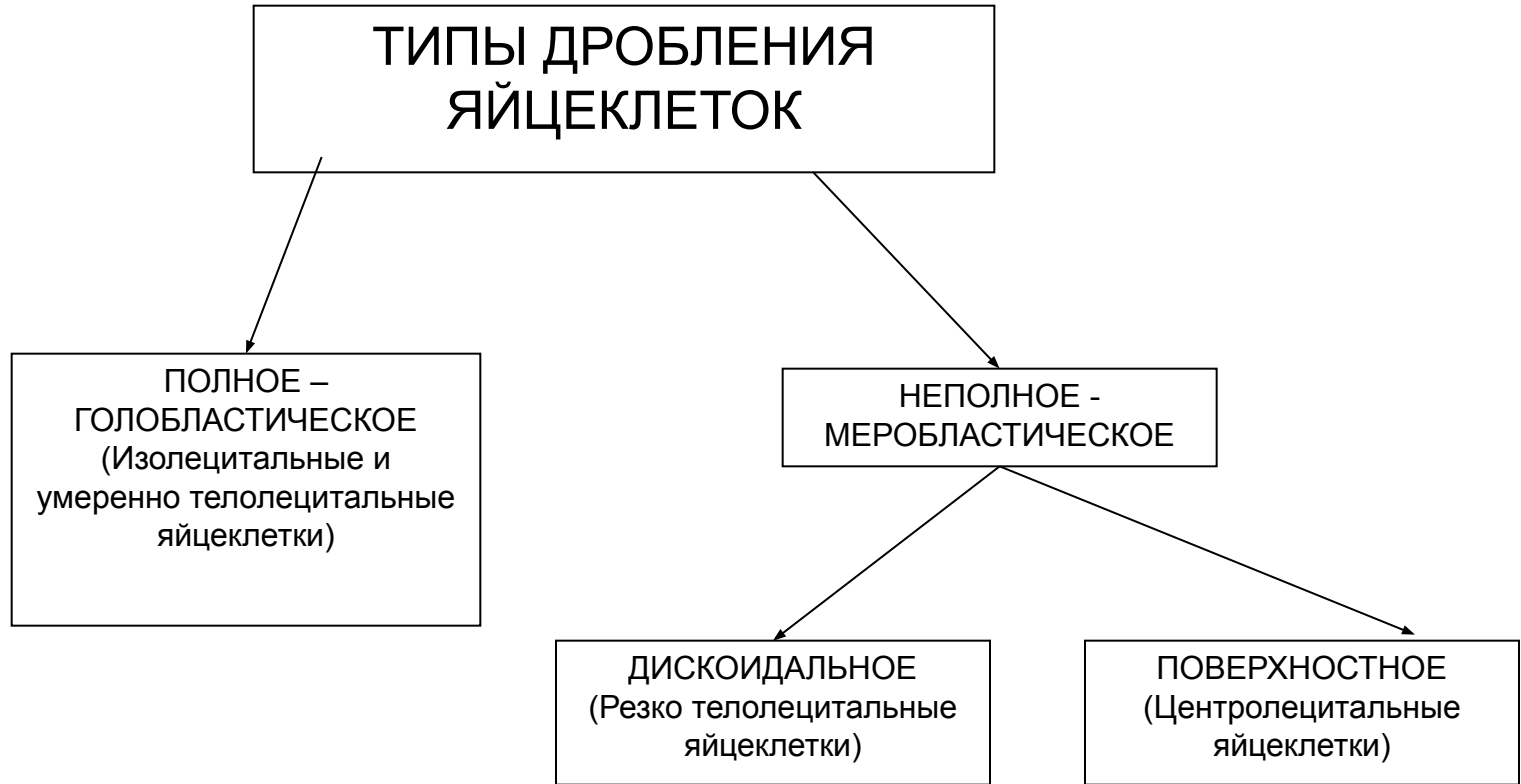 ТИПЫ ДРОБЛЕНИЯ
ЯЙЦЕКЛЕТОК
ПОЛНОЕ –
ГОЛОБЛАСТИЧЕСКОЕ
(Изолецитальные и
умеренно телолецитальные
яйцеклетки)
НЕПОЛНОЕ -
МЕРОБЛАСТИЧЕСКОЕ
ДИСКОИДАЛЬНОЕ
(Резко телолецитальные
яйцеклетки)
ПОВЕРХНОСТНОЕ
(Центролецитальные
яйцеклетки)